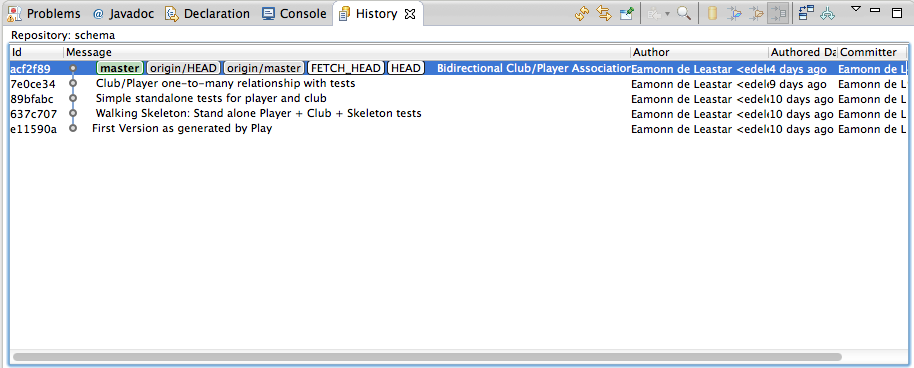 Problems @ Javadoc Declaration Console History
Repository: schema
Id Message Author Authored Da Committer
acf2f89 master origin/HEAD origin/master FETCH_HEAD HEAD Bidirectional Club/Player Association Eamonn de Leastar <edel 4 days ago Eamonn de L
7e0ce34 Club/Player one-to-many relationship with tests Eamonn de Leastar <edel 9 days ago Eamonn de L
89bfabc Simple standalone tests for player and club Eamonn de Leastar <edel 10 days ago Eamonn de L
637c707 Walking Skeleton: Stand alone Player + Club + Skeleton tests Eamonn de Leastar <edel 10 days ago Eamonn de L
e11590a First Version as generated by Play Eamonn de Leastar <edel 10 days ago Eamonn de L